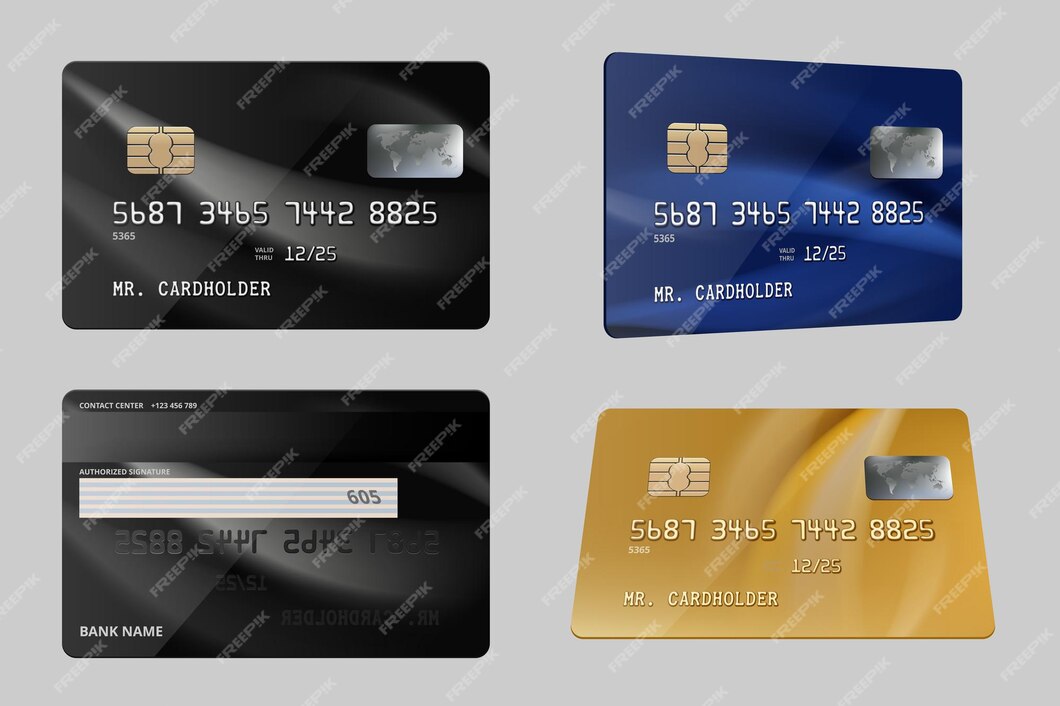 5687 3465 7442 8825
5365
VALID THRU 12/25
MR. CARDHOLDER
5687 3465 7442 8825
5365
VALID THRU 12/25
MR. CARDHOLDER
CONTACT CENTER +123 456 789
AUTHORIZED SIGNATURE
605
BANK NAME
5687 3465 7442 8825
5365
12/25
MR. CARDHOLDER
FREEPIK